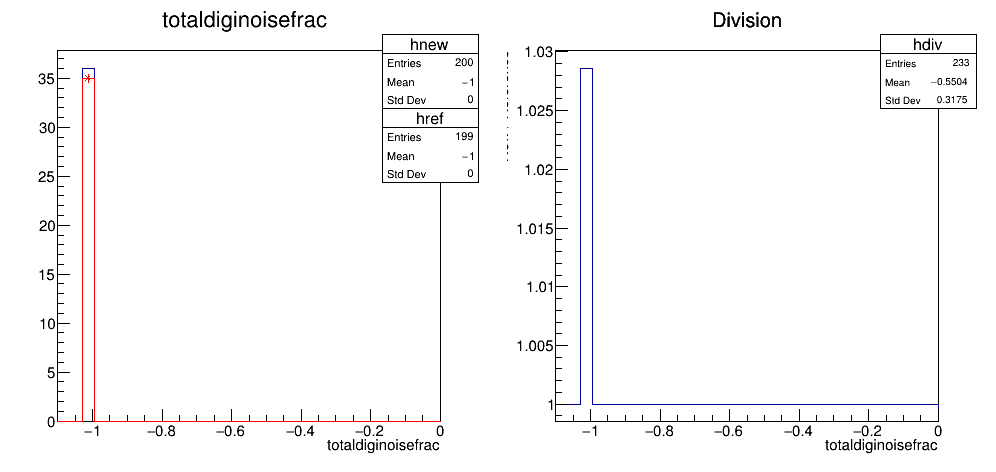 totaldiginoisefrac
hnew
Entries 200
Mean −1
Std Dev 0
href
Entries 199
Mean −1
Std Dev 0
35
30
25
20
15
10
5
0
−1 −0.8 −0.6 −0.4 −0.2 0
totaldiginoisefrac
Division
hdiv
Entries 233
Mean −0.5504
Std Dev 0.3175
1.03
1.025
1.02
1.015
1.01
1.005
1
−1 −0.8 −0.6 −0.4 −0.2 0
totaldiginoisefrac